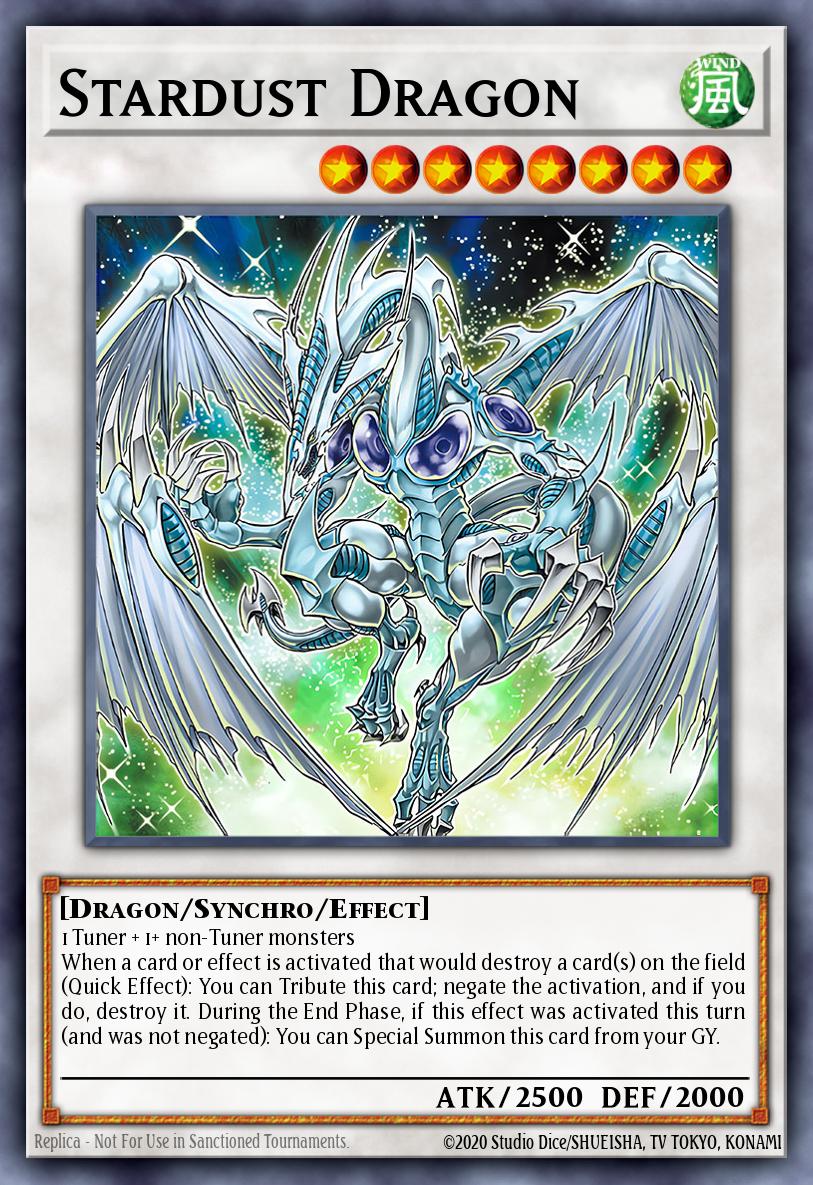 Stardust Dragon
WIND
風
[Dragon/Synchro/Effect]
1 Tuner + 1+ non-Tuner monsters
When a card or effect is activated that would destroy a card(s) on the field
(Quick Effect): You can Tribute this card; negate the activation, and if you
do, destroy it. During the End Phase, if this effect was activated this turn
(and was not negated): You can Special Summon this card from your GY.
ATK/2500 DEF/2000
Replica - Not For Use in Sanctioned Tournaments.
©2020 Studio Dice/SHUEISHA, TV TOKYO, KONAMI